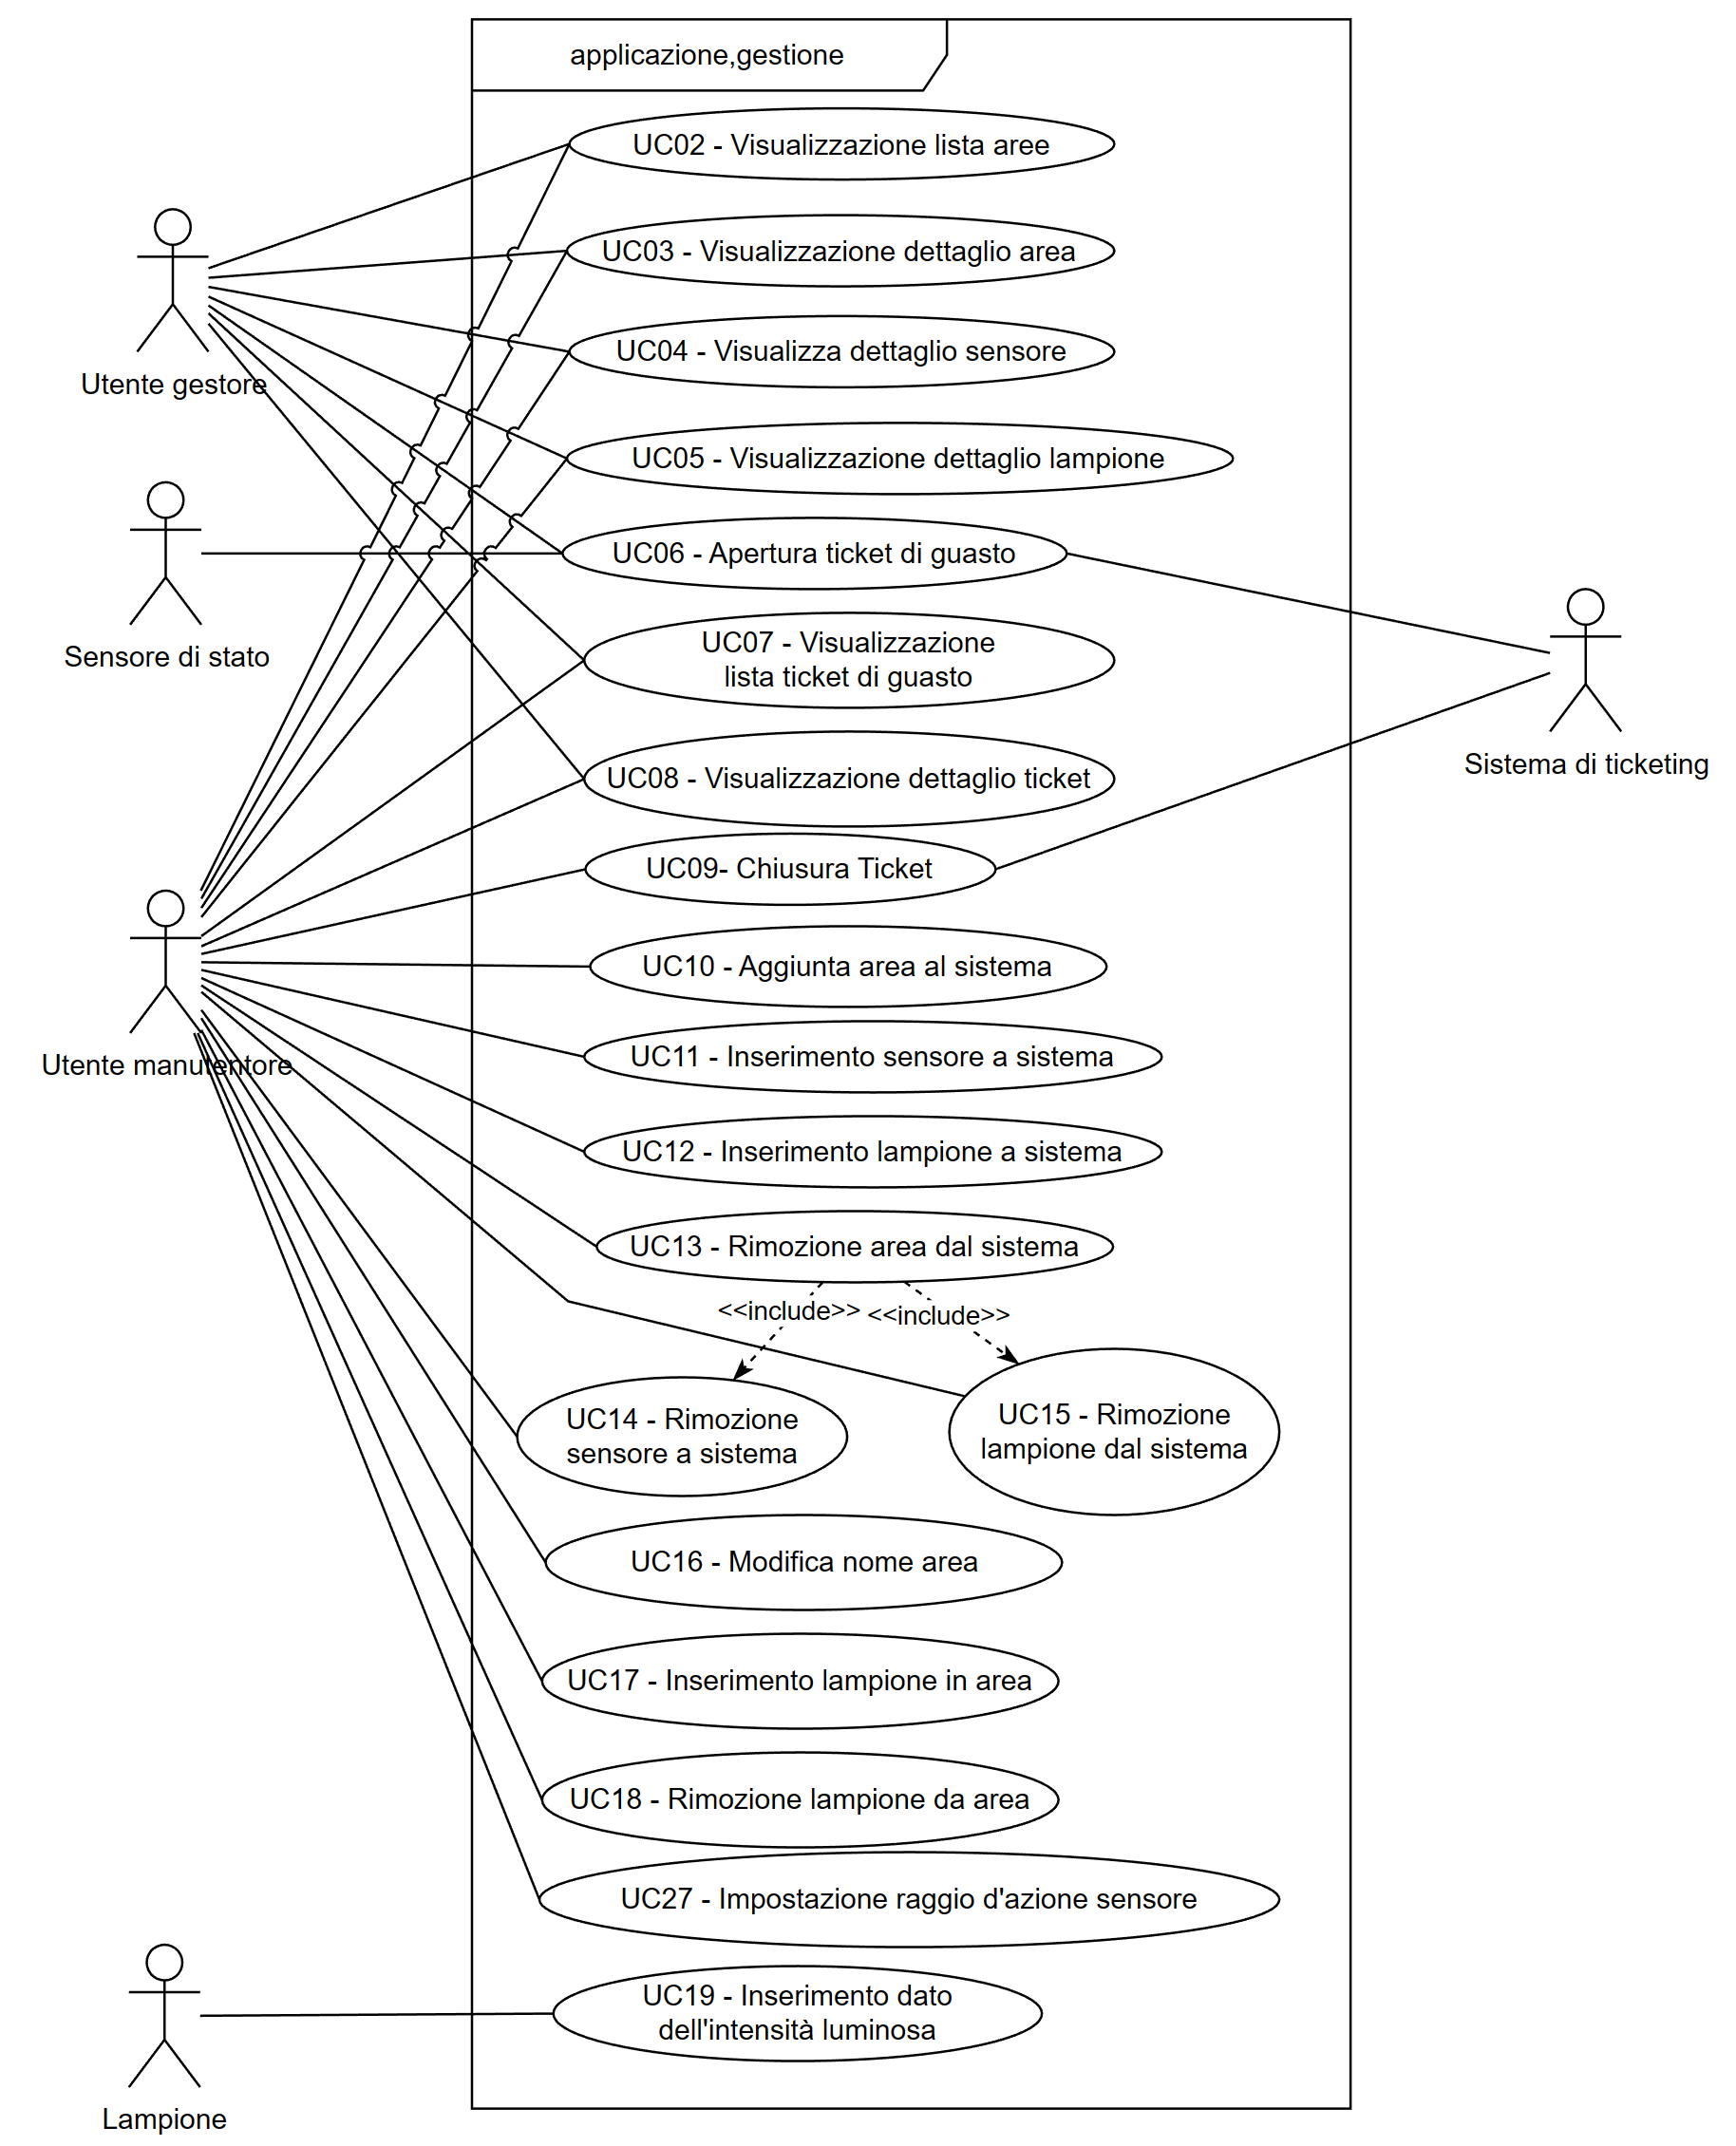 applicazione,gestione
UC02 - Visualizzazione lista aree
UC03 - Visualizzazione dettaglio area
UC04 - Visualizza dettaglio sensore
Utente gestore
UC05 - Visualizzazione dettaglio lampione
UC06 - Apertura ticket di guasto
Sensore di stato
UC07 - Visualizzazione
lista ticket di guasto
Sistema di ticketing
UC08 - Visualizzazione dettaglio ticket
UC09- Chiusura Ticket
UC10 - Aggiunta area al sistema
Utente manutentore
UC11 - Inserimento sensore a sistema
UC12 - Inserimento lampione a sistema
UC13 - Rimozione area dal sistema
<<include>>
<<include>>
UC14 - Rimozione
sensore a sistema
UC15 - Rimozione
lampione dal sistema
UC16 - Modifica nome area
UC17 - Inserimento lampione in area
UC18 - Rimozione lampione da area
UC27 - Impostazione raggio d'azione sensore
UC19 - Inserimento dato
dell'intensità luminosa
Lampione